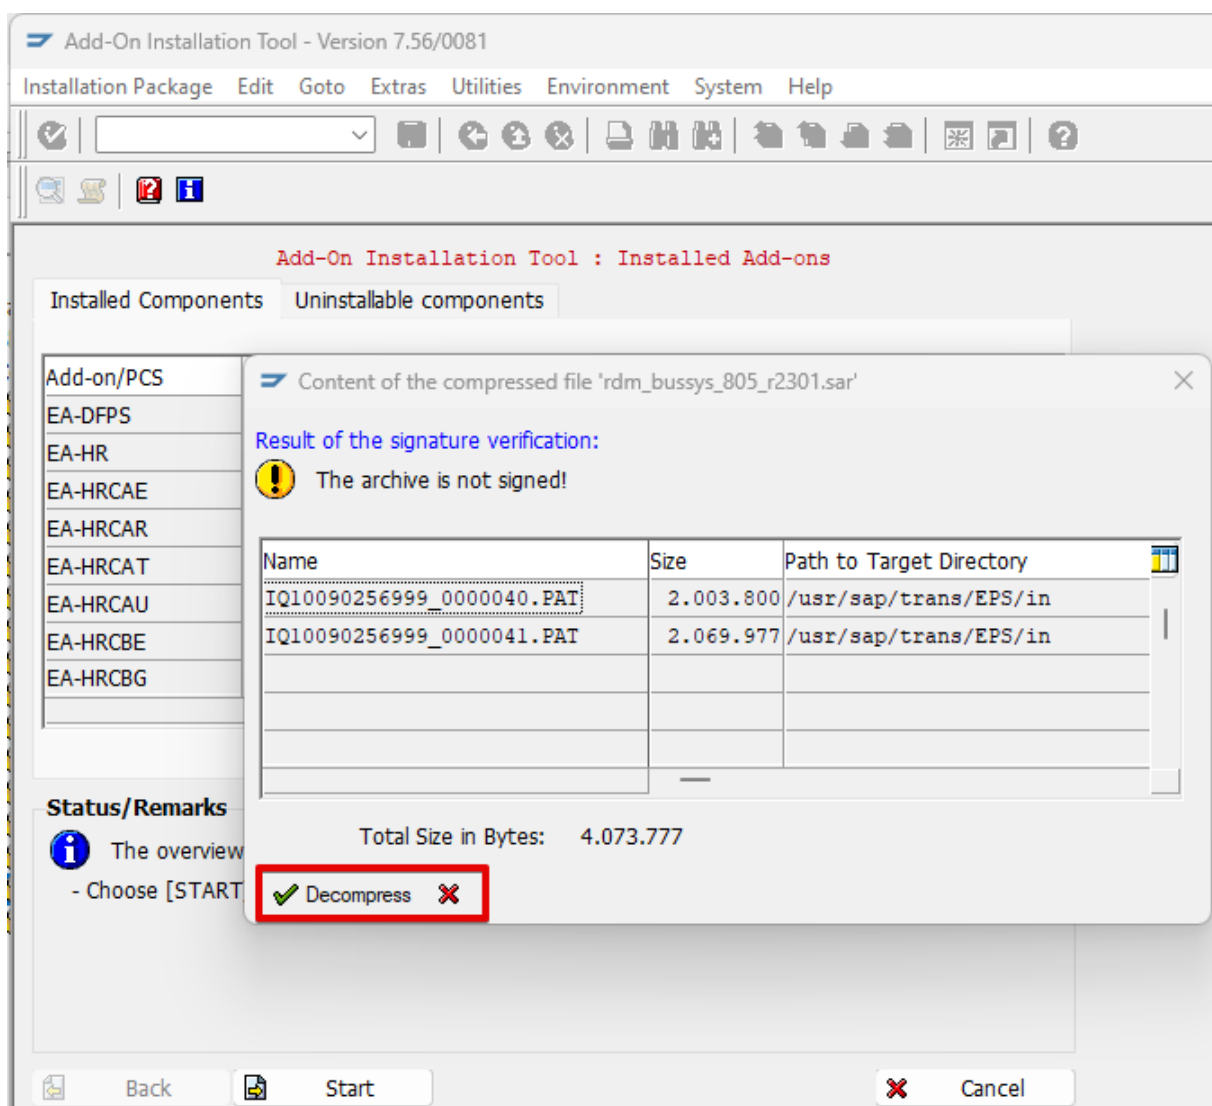 Add-On Installation Tool - Version 7.56/0081
Installation Package Edit Goto Extras Utilities Environment System Help
Add-On Installation Tool : Installed Add-ons
Installed Components Uninstallable components
Add-on/PCS
EA-DFPS
EA-HR
EA-HRCAE
EA-HRCAR
EA-HRCAT
EA-HRCAU
EA-HRCBE
EA-HRCBG
Content of the compressed file 'rdm_bussys_805_r2301.sar'
Result of the signature verification:
The archive is not signed!
Name Size Path to Target Directory
IQ10090256999_0000040.PAT 2.003.800 /usr/sap/trans/EPS/in
IQ10090256999_0000041.PAT 2.069.977 /usr/sap/trans/EPS/in
Total Size in Bytes: 4.073.777
Decompress
Status/Remarks
The overview
- Choose [START
Back Start Cancel